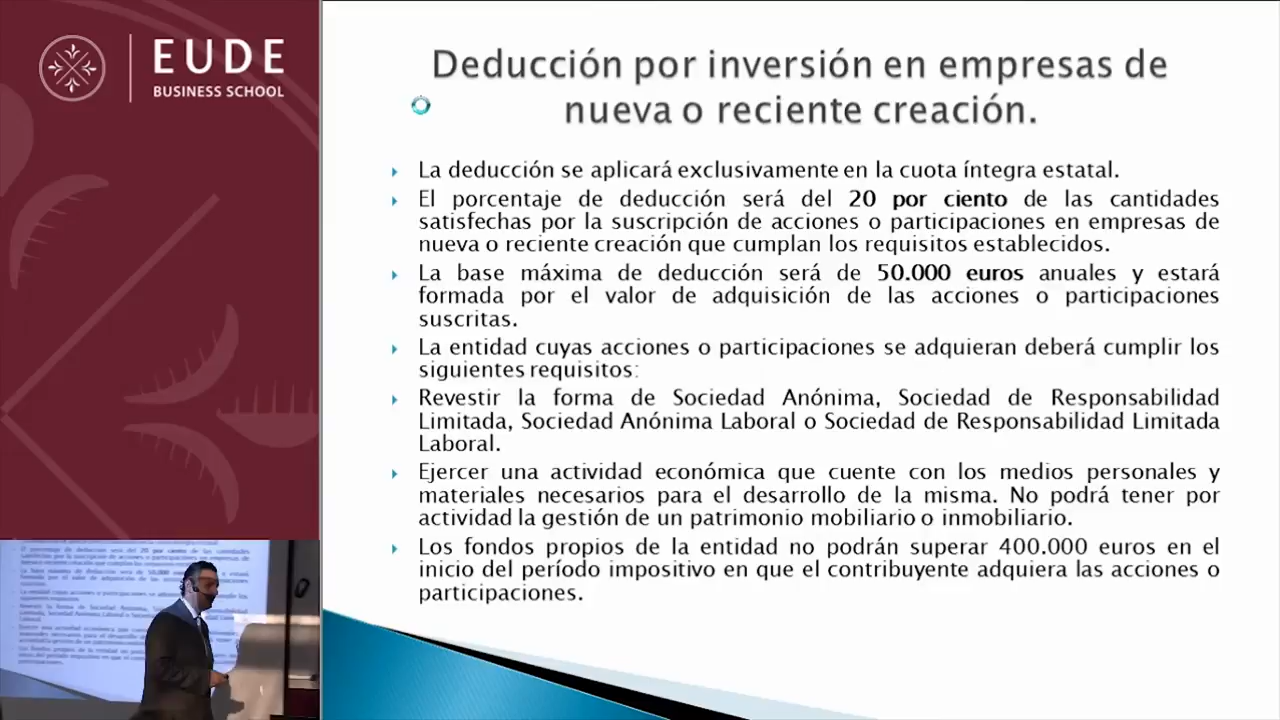 EUDE
BUSINESS SCHOOL
Deducción por inversión en empresas de
nueva o reciente creación.
La deducción se aplicará exclusivamente en la cuota íntegra estatal.
El porcentaje de deducción será del 20 por ciento de las cantidades
satisfechas por la suscripción de acciones o participaciones en empresas de
nueva o reciente creación que cumplan los requisitos establecidos.
La base máxima de deducción será de 50.000 euros anuales y estará
formada por el valor de adquisición de las acciones o participaciones
suscritas.
La entidad cuyas acciones o participaciones se adquieran deberá cumplir los
siguientes requisitos:
Revestir la forma de Sociedad Anónima, Sociedad de Responsabilidad
Limitada, Sociedad Anónima Laboral o Sociedad de Responsabilidad Limitada
Laboral.
Ejercer una actividad económica que cuente con los medios personales y
materiales necesarios para el desarrollo de la misma. No podrá tener por
actividad la gestión de un patrimonio mobiliario o inmobiliario.
Los fondos propios de la entidad no podrán superar 400.000 euros en el
inicio del período impositivo en que el contribuyente adquiera las acciones o
participaciones.